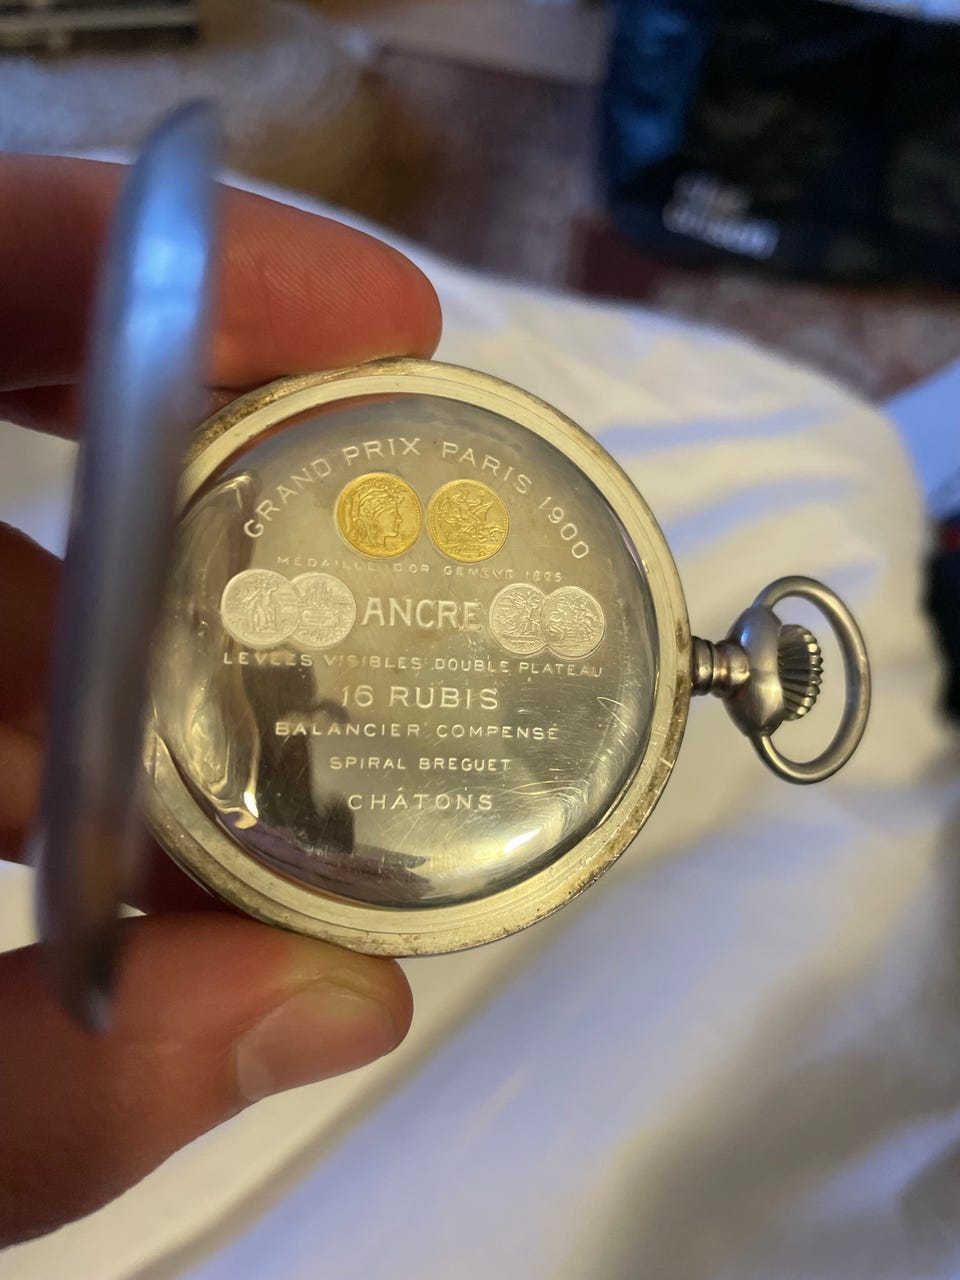 GRAND PRIX PARIS 1900
MÉDAILLE D'OR GENÈVE 1896
ANCRE
LEVÉES VISIBLES DOUBLE PLATEAU
16 RUBIS
BALANCIER COMPENSÉ
SPIRAL BREGUET
CHÂTONS